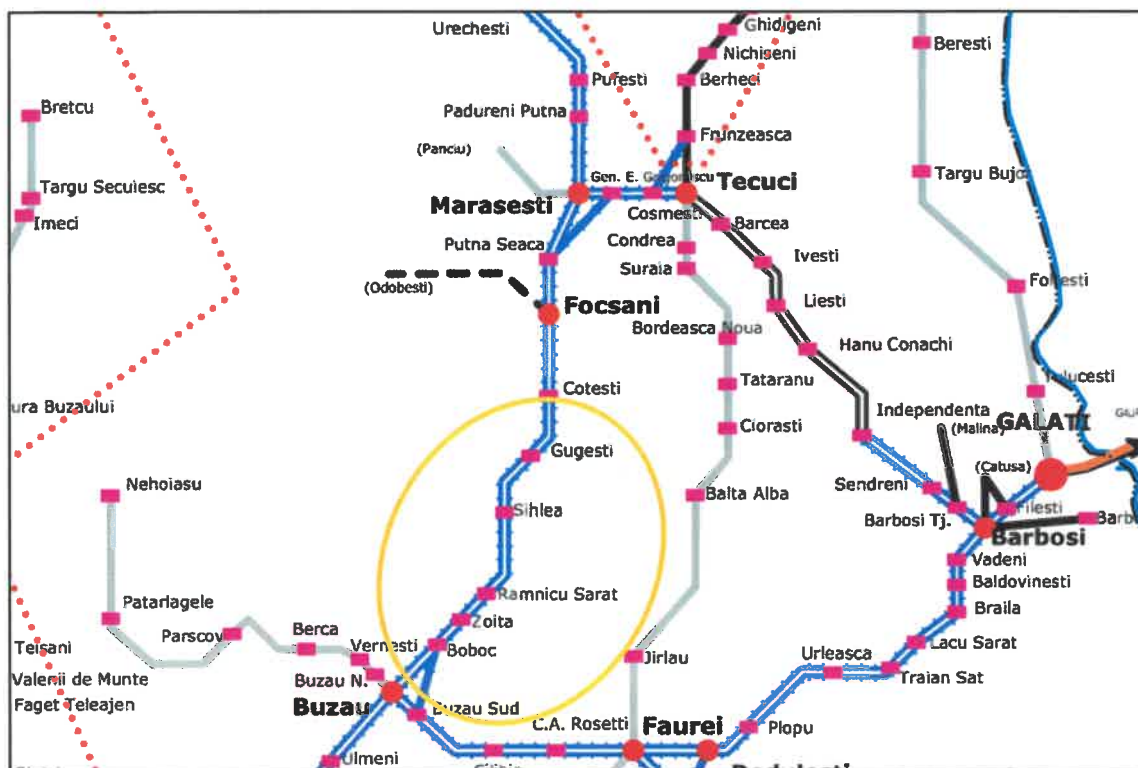 Ghidigeni
Urechesti
Nichiseni
Beresti
Pufesti
Berheci
Bretcu
Padureni Putna
Frunzeasca
(Panciu)
Targu Secuiesc
Gen. E.
Tecuci
Targu Bujo
Marasesti
Cosmesti
Barcea
Imeci
Putna Seaca
Condrea
Ivesti
Suraia
(Odobesti)
Focsani
Liesti
Bordeasca Noua
Hanu Conachi
Cotesti
Tataranu
ura Buzaului
Independenta
Ciorasti
(Malina)
GALATI
Gugesti
(Catusa)
Nehoiasu
Sendreni
Balta Alba
Sihlea
Barbosi Tj.
Filesti
Barb
Barbosi
Vadeni
Ramnicu Sarat
Baldovinesti
Patarlagele
Zoita
Braila
Parscov
Berca
Teisani
Vernesti
Boboc
Lacu Sarat
Jirlau
Urleasca
Valenii de Munte
Buzau N.
Traian Sat
Faget Teleajen
Buzau
Buzau Sud
C.A. Rosetti
Faurei
Plopu
Ulmeni